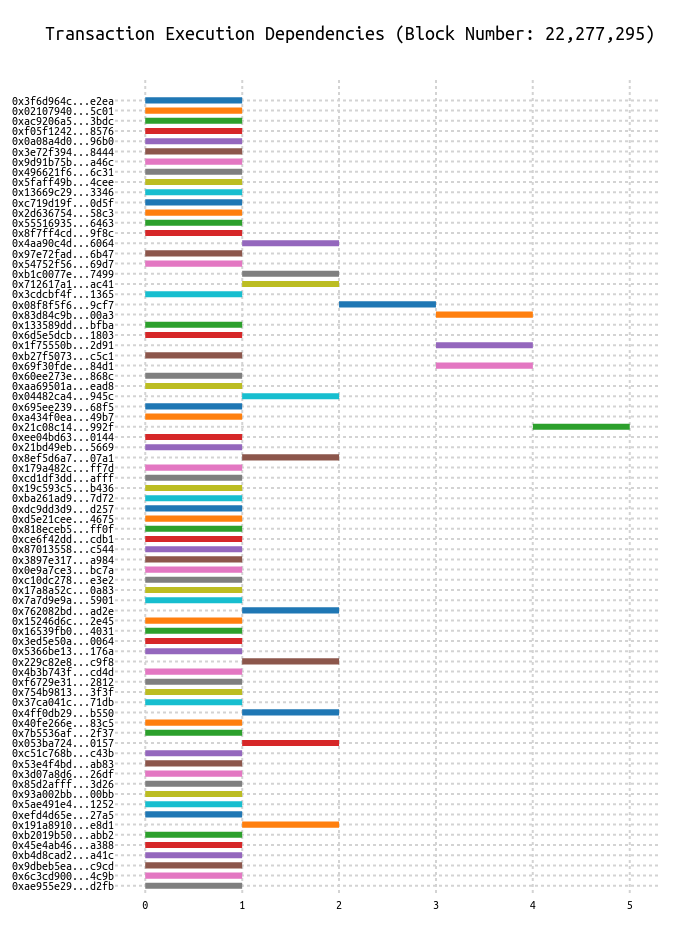 Transaction Execution Dependencies (Block Number: 22,277,295)
0x3f6d964c...e2ea
0x02107940...5c01
0xac9206a5...3bdc
0xf05f1242...8576
0x0a08a4d0...96b0
0x3e72f394...8444
0x9d91b75b...a46c
0x496621f6...6c31
0x5faff49b...4cee
0x13669c29...3346
0xc719d19f...0d5f
0x2d636754...58c3
0x55516935...6463
0x8f7ff4cd...9f8c
0x4aa90c4d...6064
0x97e72fad...6b47
0x54752f56...69d7
0xb1c0077e...7499
0x712617a1...ac41
0x3cdcbf4f...1365
0x08f8f5f6...9cf7
0x83d84c9b...00a3
0x133589dd...bfba
0x6d5e5dcb...1803
0x1f75550b...2d91
0xb27f5073...c5c1
0x69f30fde...84d1
0x60ee273e...868c
0xaa69501a...ead8
0x04482ca4...945c
0x695ee239...68f5
0xa434f0ea...49b7
0x21c08c14...992f
0xee04bd63...0144
0x21bd49eb...5669
0x8ef5d6a7...07a1
0x179a482c...ff7d
0xcd1df3dd...afff
0x19c593c5...b436
0xba261ad9...7d72
0xdc9dd3d9...d257
0xd5e21cee...4675
0x818eceb5...ff0f
0xce6f42dd...cdb1
0x87013558...c544
0x3897e317...a984
0x0e9a7ce3...bc7a
0xc10dc278...e3e2
0x17a8a52c...0a83
0x7a7d9e9a...5901
0x762082bd...ad2e
0x15246d6c...2e45
0x16539fb0...4031
0x3ed5e50a...0064
0x5366be13...176a
0x229c82e8...c9f8
0x4b3b743f...cd4d
0xf6729e31...2812
0x754b9813...3f3f
0x37ca041c...71db
0x4ff0db29...b550
0x40fe266e...83c5
0x7b5536af...2f37
0x053ba724...0157
0xc51c768b...c43b
0x53e4f4bd...ab83
0x3d07a8d6...26df
0x85d2afff...3d26
0x93a002bb...00bb
0x5ae491e4...1252
0xefd4d65e...27a5
0x191a8910...e8d1
0xb2019b50...abb2
0x45e4ab46...a388
0xb4d8cad2...a41c
0x9dbeb5ea...c9cd
0x6c3cd900...4c9b
0xae955e29...d2fb
0 1 2 3 4 5